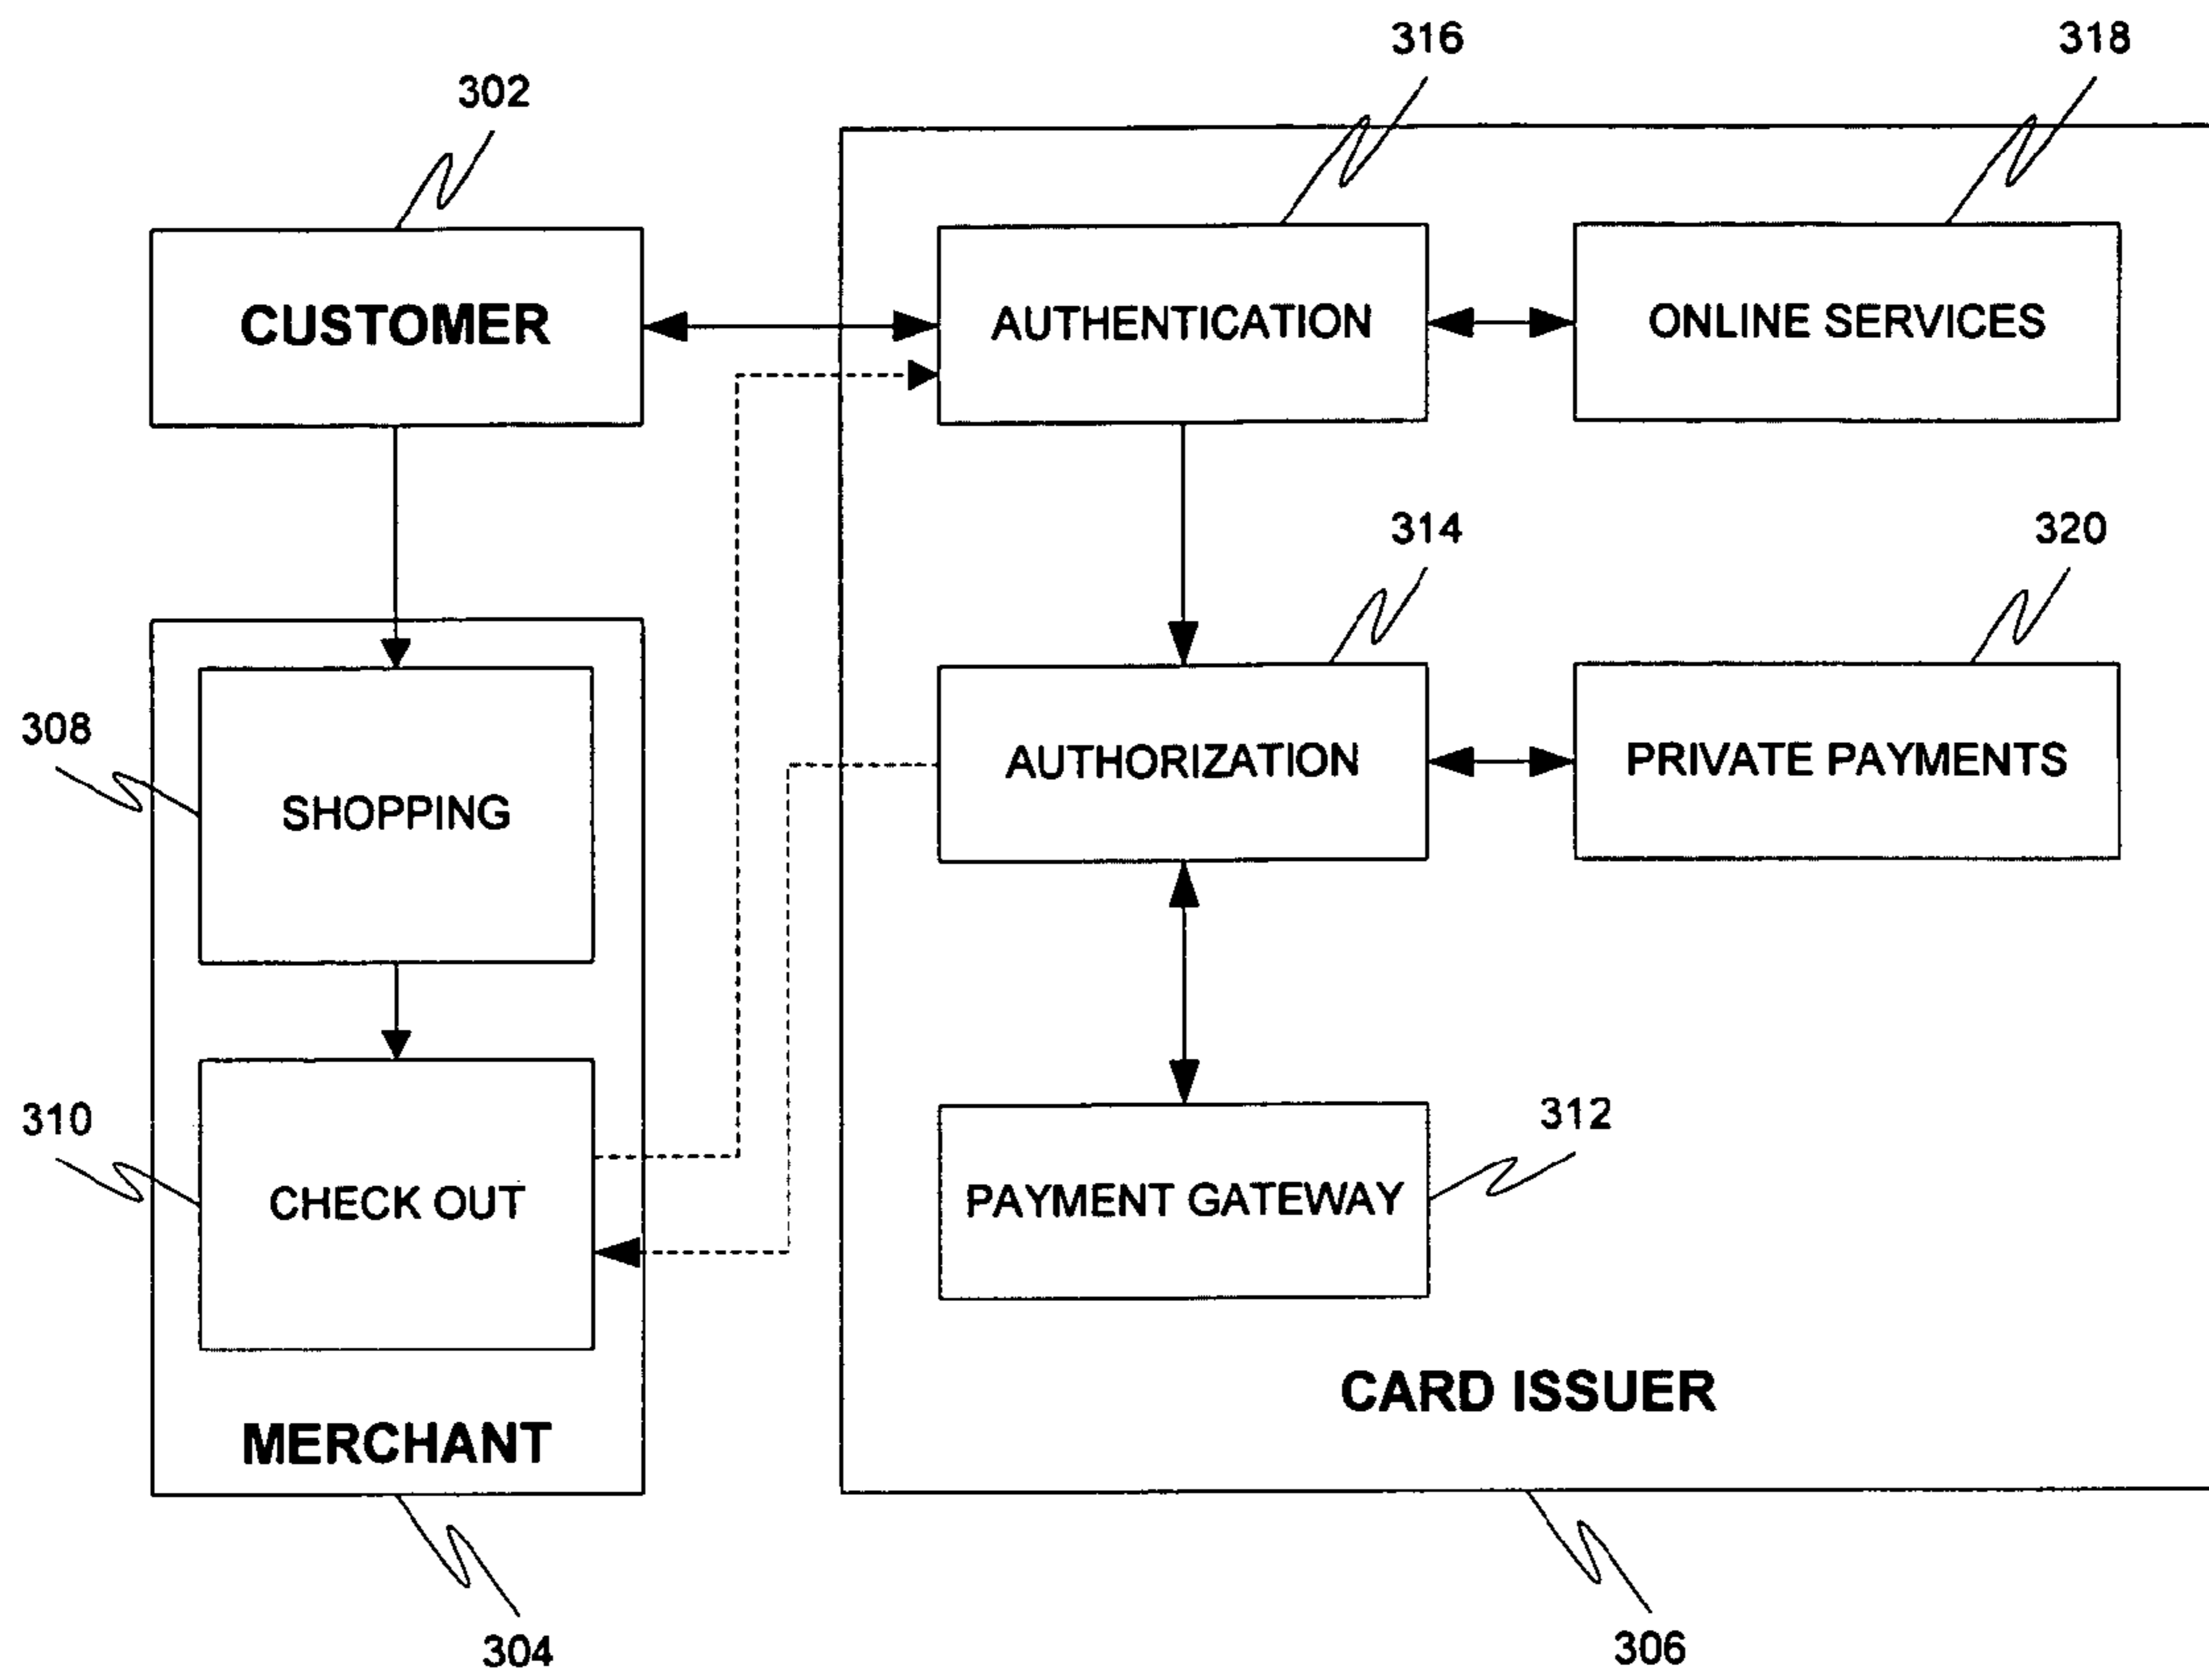 316
318
302
CUSTOMER
AUTHENTICATION
ONLINE SERVICES
314
320
308
SHOPPING
AUTHORIZATION
PRIVATE PAYMENTS
310
CHECK OUT
312
PAYMENT GATEWAY
MERCHANT
CARD ISSUER
304
306